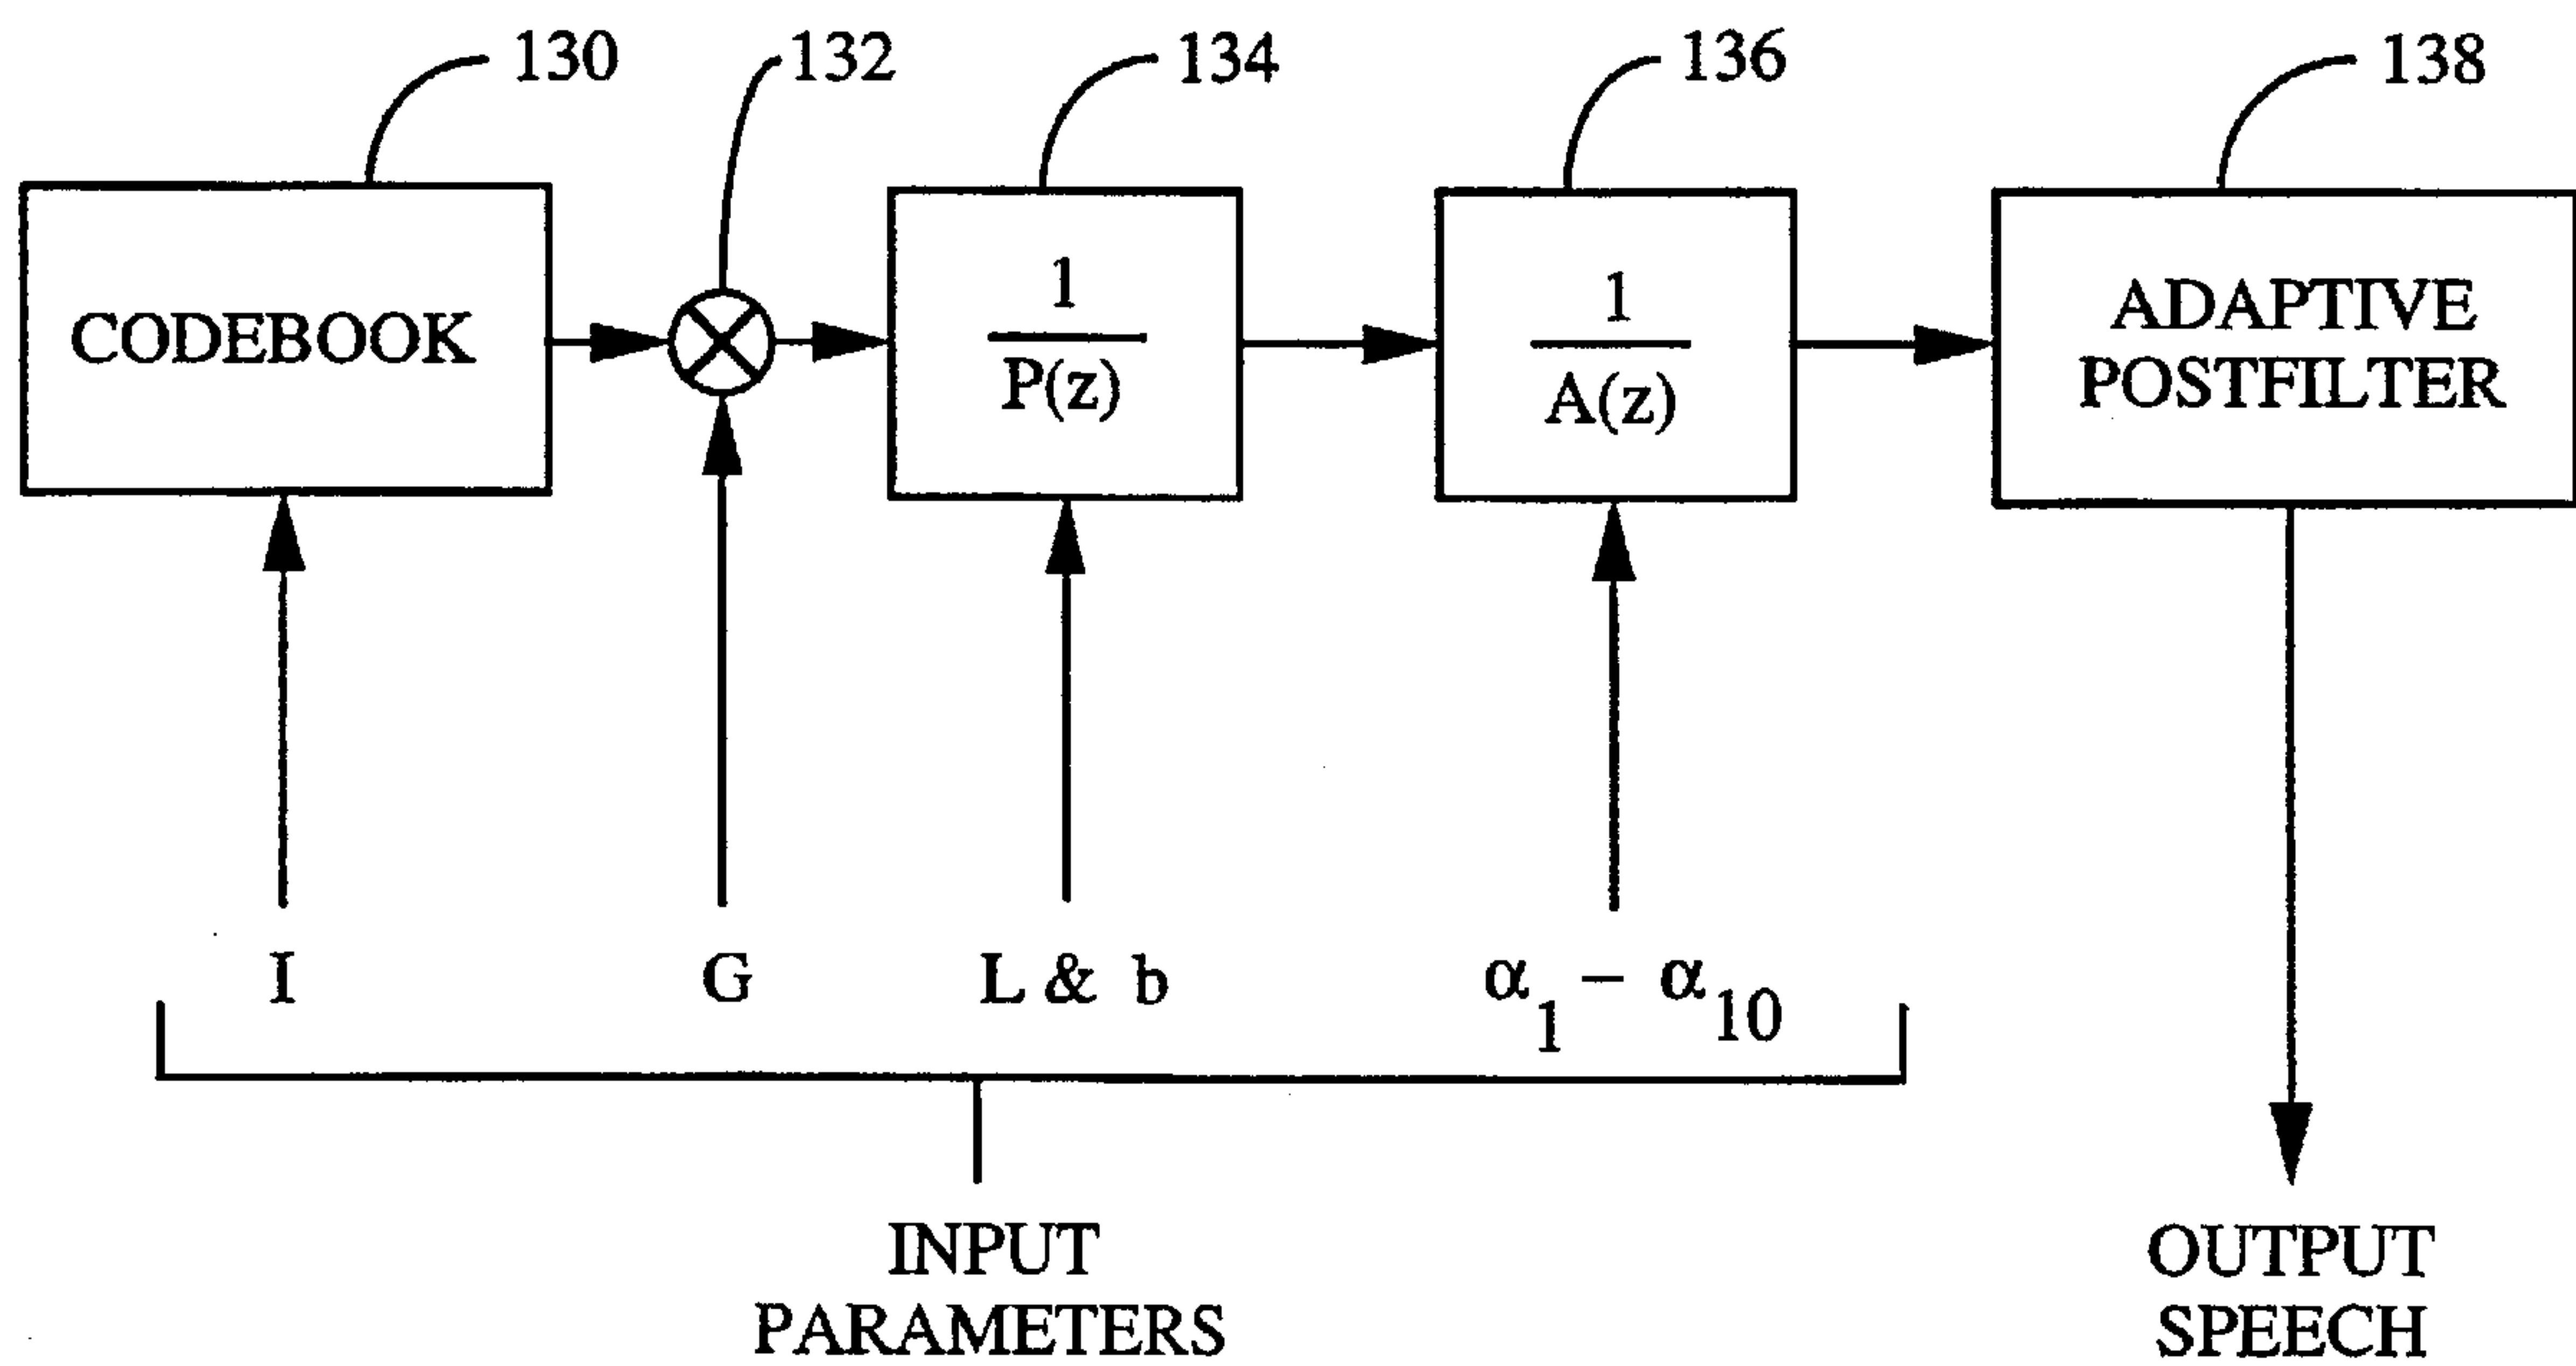 130
132
134
136
138
CODEBOOK
1
P(z)
1
A(z)
ADAPTIVE
POSTFILTER
I
G
L & b
α₁ – α₁₀
INPUT
PARAMETERS
OUTPUT
SPEECH